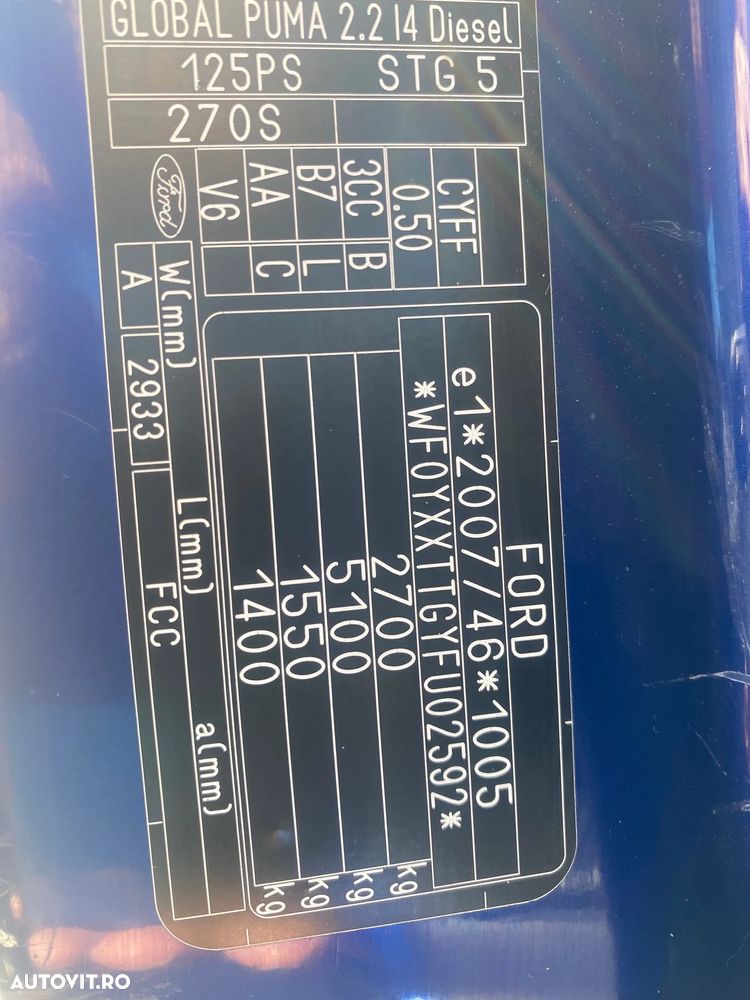 GLOBAL PUMA 2.2 I4 Diesel
125PS STG 5
270S
Ford
CYFF
0.50
3CC B
B7 L
AA C
V6
FORD
e1*2007/46*1005
*WF0YXXTTGYFU02592*
2700 kg
5100 kg
1550 kg
1400 kg
W(mm) L(mm) a(mm)
A 2933 FCC
AUTOVIT.RO